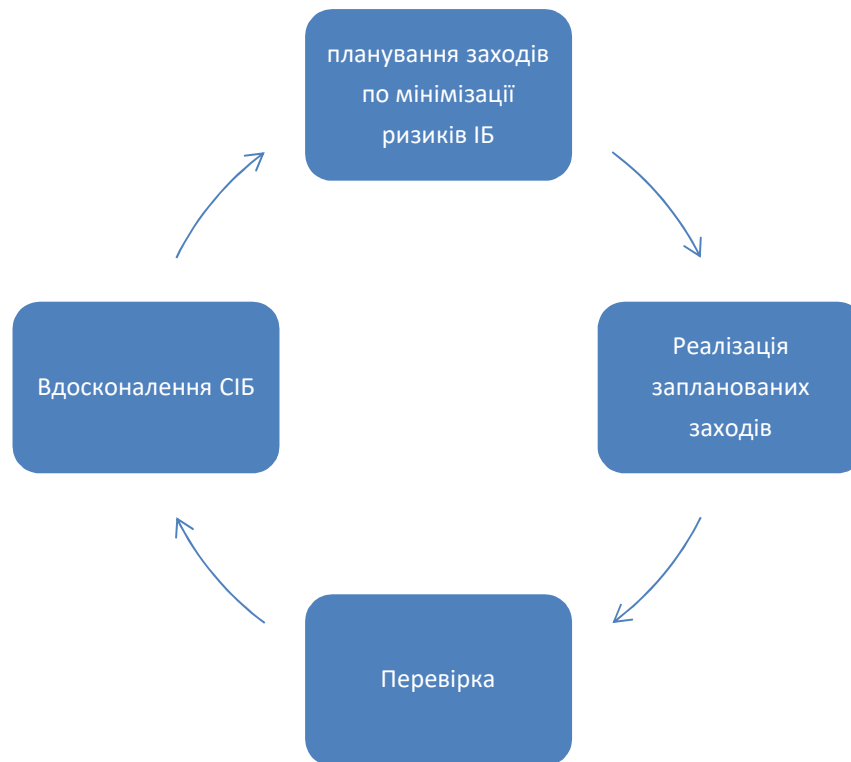 планування заходів
по мінімізації
ризиків ІБ
Реалізація
запланованих
заходів
Перевірка
Вдосконалення СІБ